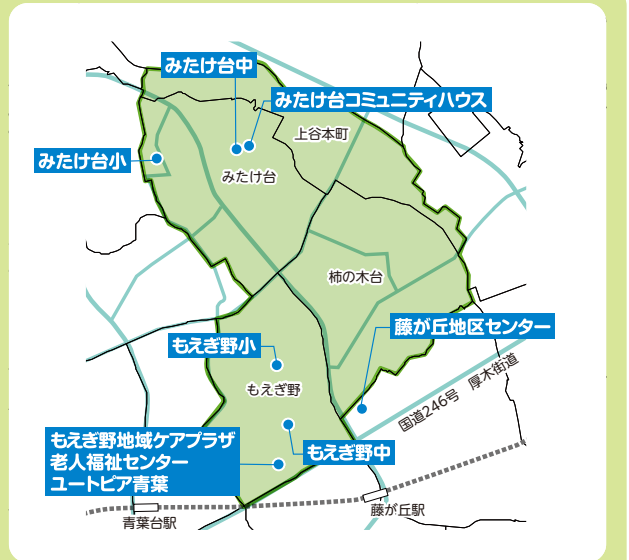 みたけ台中
みたけ台コミュニティハウス
上谷本町
みたけ台小
みたけ台
柿の木台
藤が丘地区センター
もえぎ野小
もえぎ野
国道246号 厚木街道
もえぎ野地域ケアプラザ
老人福祉センター
ユートピア青葉
もえぎ野中
青葉台駅
藤が丘駅